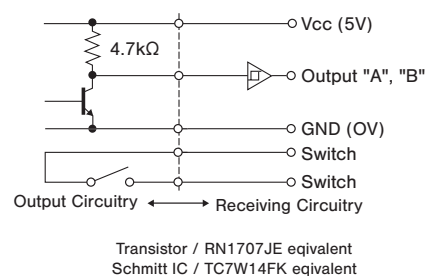 Vcc (5V)
4.7kΩ
Output "A", "B"
GND (OV)
Switch
Switch
Output Circuitry
Receiving Circuitry
Transistor / RN1707JE eqivalent
Schmitt IC / TC7W14FK eqivalent